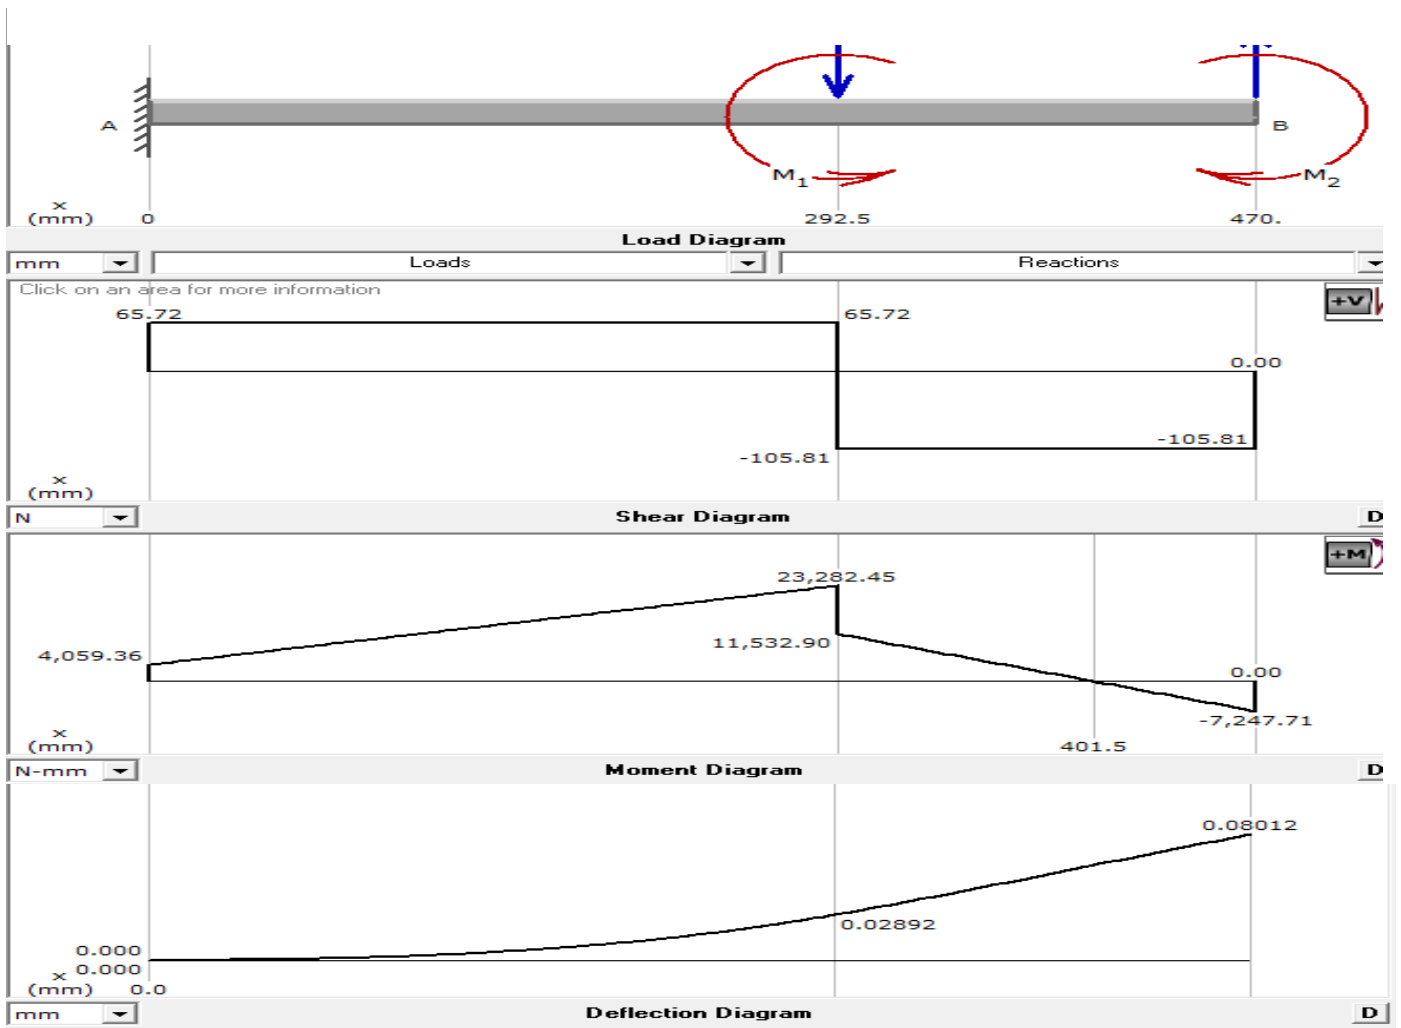 A
B
M1
M2
x
(mm)
0
292.5
470.
Load Diagram
mm
Loads
Reactions
Click on an area for more information
+V
65.72
65.72
0.00
-105.81
-105.81
x
(mm)
N
Shear Diagram
D
+M
23,282.45
4,059.36
11,532.90
0.00
-7,247.71
x
(mm)
401.5
N-mm
Moment Diagram
D
0.08012
0.02892
0.000
x 0.000
(mm) 0.0
mm
Deflection Diagram
D